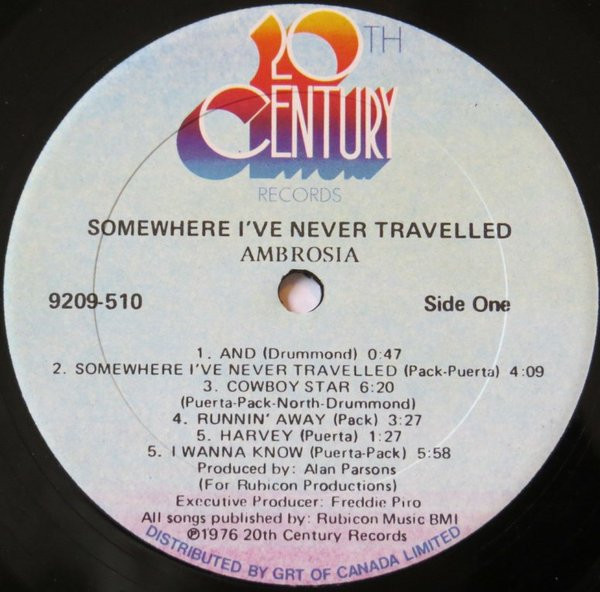 20TH
CENTURY
RECORDS
SOMEWHERE I'VE NEVER TRAVELLED
AMBROSIA
9209-510
Side One
1. AND (Drummond) 0:47
2. SOMEWHERE I'VE NEVER TRAVELLED (Pack-Puerta) 4:09
3. COWBOY STAR 6:20
(Puerta-Pack-North-Drummond)
4. RUNNIN' AWAY (Pack) 3:27
5. HARVEY (Puerta) 1:27
5. I WANNA KNOW (Puerta-Pack) 5:58
Produced by: Alan Parsons
(For Rubicon Productions)
Executive Producer: Freddie Piro
All songs published by: Rubicon Music BMI
℗1976 20th Century Records
DISTRIBUTED BY GRT OF CANADA LIMITED